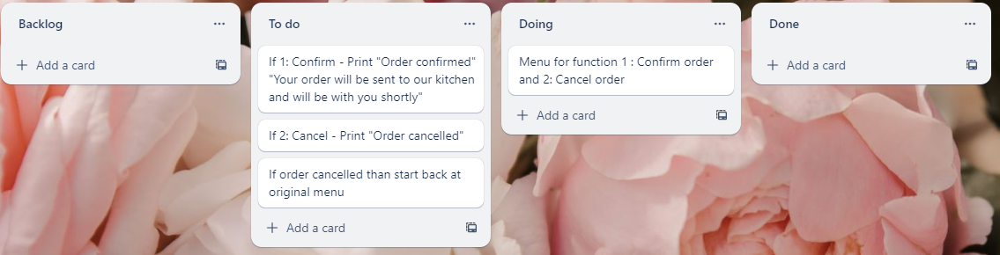 Backlog
Add a card
To do
If 1: Confirm - Print "Order confirmed"
"Your order will be sent to our kitchen
and will be with you shortly"
If 2: Cancel - Print "Order cancelled"
If order cancelled than start back at
original menu
Add a card
Doing
Menu for function 1 : Confirm order
and 2: Cancel order
Add a card
Done
Add a card